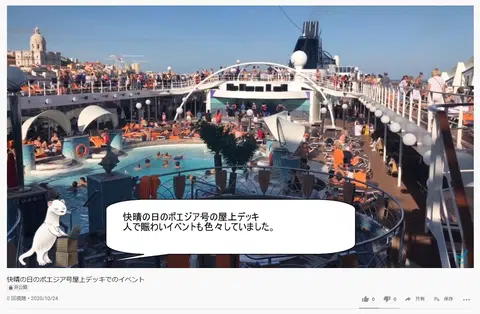 快晴の日のポエジア号の屋上デッキ
人で賑わいイベントも色々していました。
快晴の日のポエジア号屋上デッキでのイベント
非公開
0 回視聴・2020/10/24
0
0
共有
保存